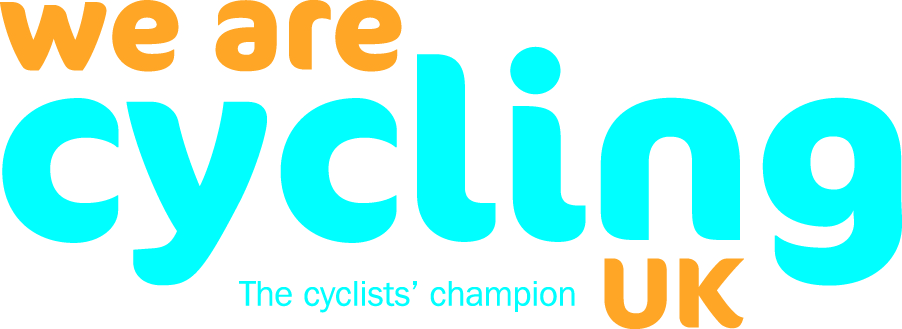 we are
cycling
The cyclists’ champion UK